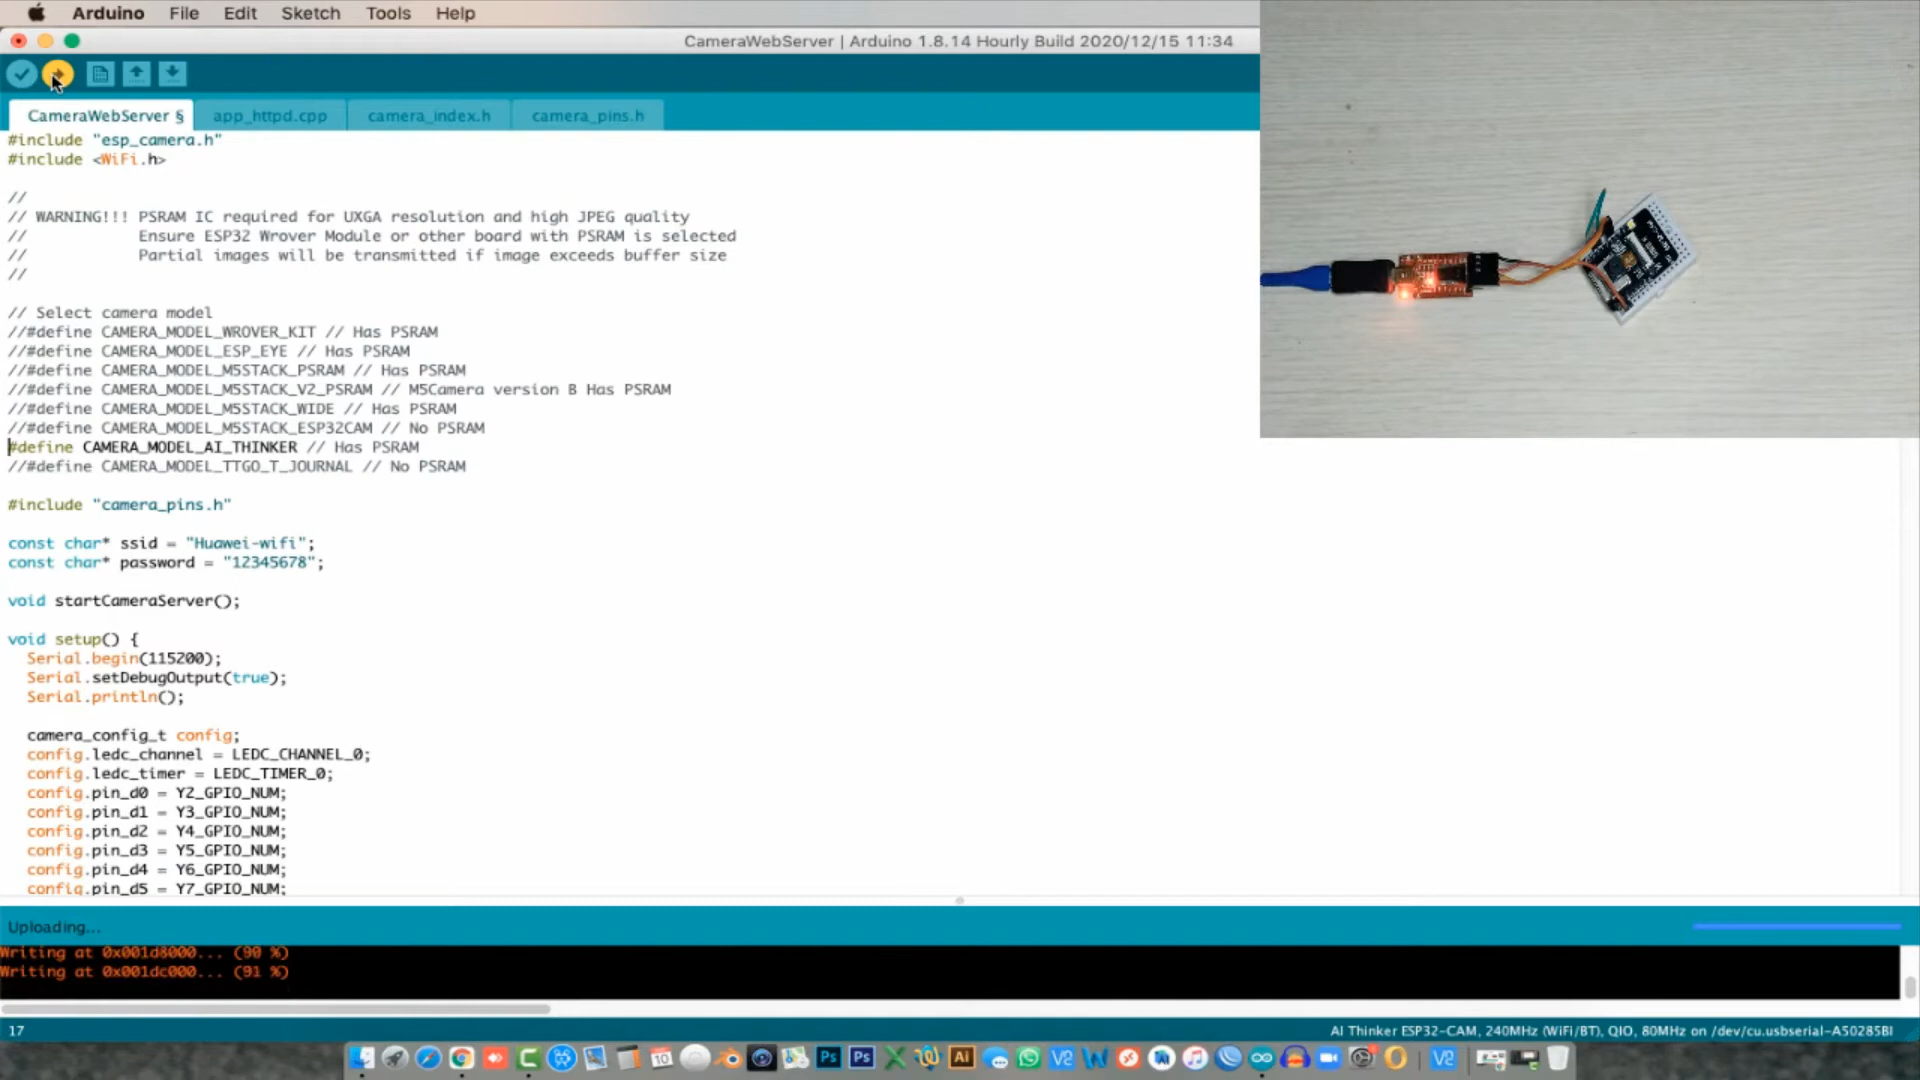 Arduino File Edit Sketch Tools Help
CameraWebServer | Arduino 1.8.14 Hourly Build 2020/12/15 11:34
CameraWebServer § app_httpd.cpp camera_index.h camera_pins.h
#include "esp_camera.h"
#include <WiFi.h>
//
// WARNING!!! PSRAM IC required for UXGA resolution and high JPEG quality
// Ensure ESP32 Wrover Module or other board with PSRAM is selected
// Partial images will be transmitted if image exceeds buffer size
//
// Select camera model
//#define CAMERA_MODEL_WROVER_KIT // Has PSRAM
//#define CAMERA_MODEL_ESP_EYE // Has PSRAM
//#define CAMERA_MODEL_M5STACK_PSRAM // Has PSRAM
//#define CAMERA_MODEL_M5STACK_V2_PSRAM // M5Camera version B Has PSRAM
//#define CAMERA_MODEL_M5STACK_WIDE // Has PSRAM
//#define CAMERA_MODEL_M5STACK_ESP32CAM // No PSRAM
#define CAMERA_MODEL_AI_THINKER // Has PSRAM
//#define CAMERA_MODEL_TTGO_T_JOURNAL // No PSRAM
#include "camera_pins.h"
const char* ssid = "Huawei-wifi";
const char* password = "12345678";
void startCameraServer();
void setup() {
Serial.begin(115200);
Serial.setDebugOutput(true);
Serial.println();
camera_config_t config;
config.ledc_channel = LEDC_CHANNEL_0;
config.ledc_timer = LEDC_TIMER_0;
config.pin_d0 = Y2_GPIO_NUM;
config.pin_d1 = Y3_GPIO_NUM;
config.pin_d2 = Y4_GPIO_NUM;
config.pin_d3 = Y5_GPIO_NUM;
config.pin_d4 = Y6_GPIO_NUM;
config.pin_d5 = Y7_GPIO_NUM;
Uploading...
Writing at 0x001d8000... (90 %)
Writing at 0x001dc000... (91 %)
17 AI Thinker ESP32-CAM, 240MHz (WiFi/BT), QIO, 80MHz on /dev/cu.usbserial-A50285BI
10 Ps Ps Ai V2 W V2